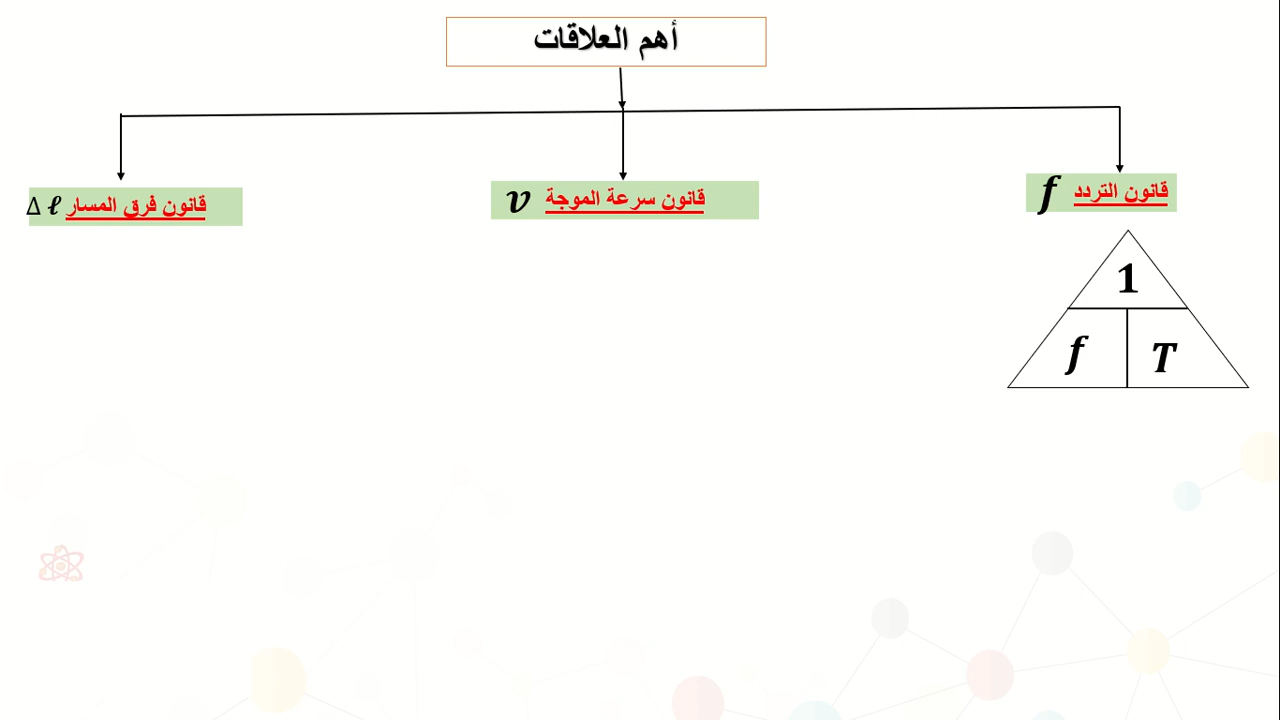 أهم العلاقات
قانون التردد f
قانون سرعة الموجة v
قانون فرق المسار Δ ℓ
1
f T